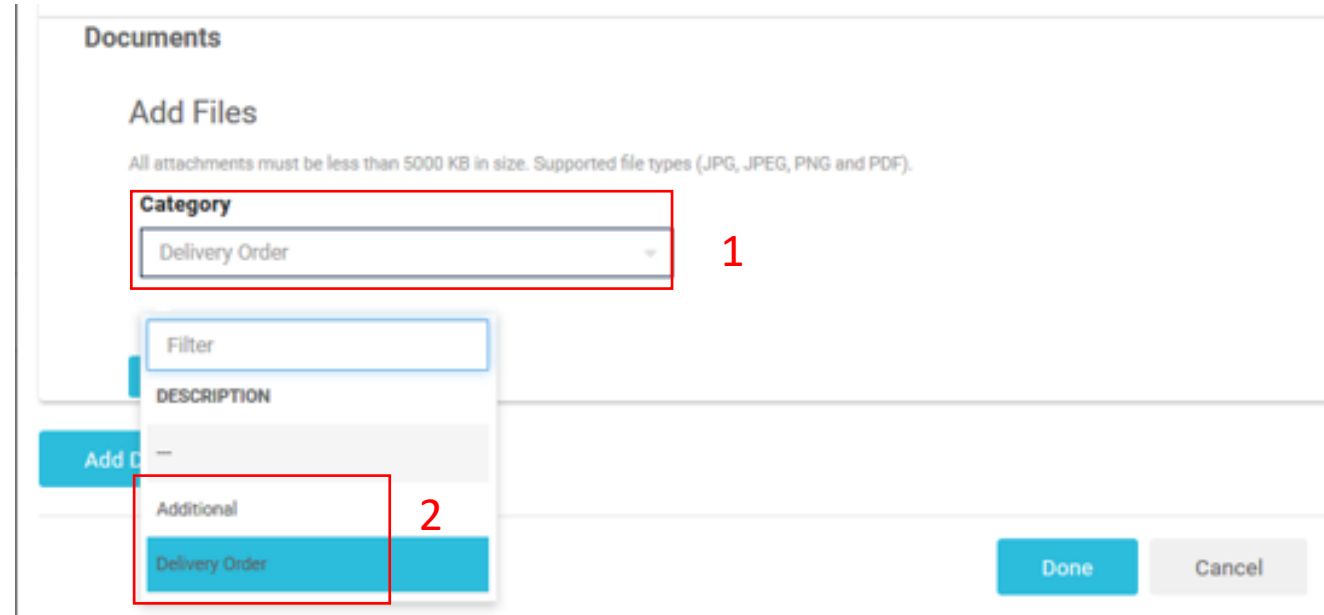 Documents
Add Files
All attachments must be less than 5000 KB in size. Supported file types (JPG, JPEG, PNG and PDF).
Category
Delivery Order
1
Filter
DESCRIPTION
---
Add D
Additional
2
Delivery Order
Done Cancel